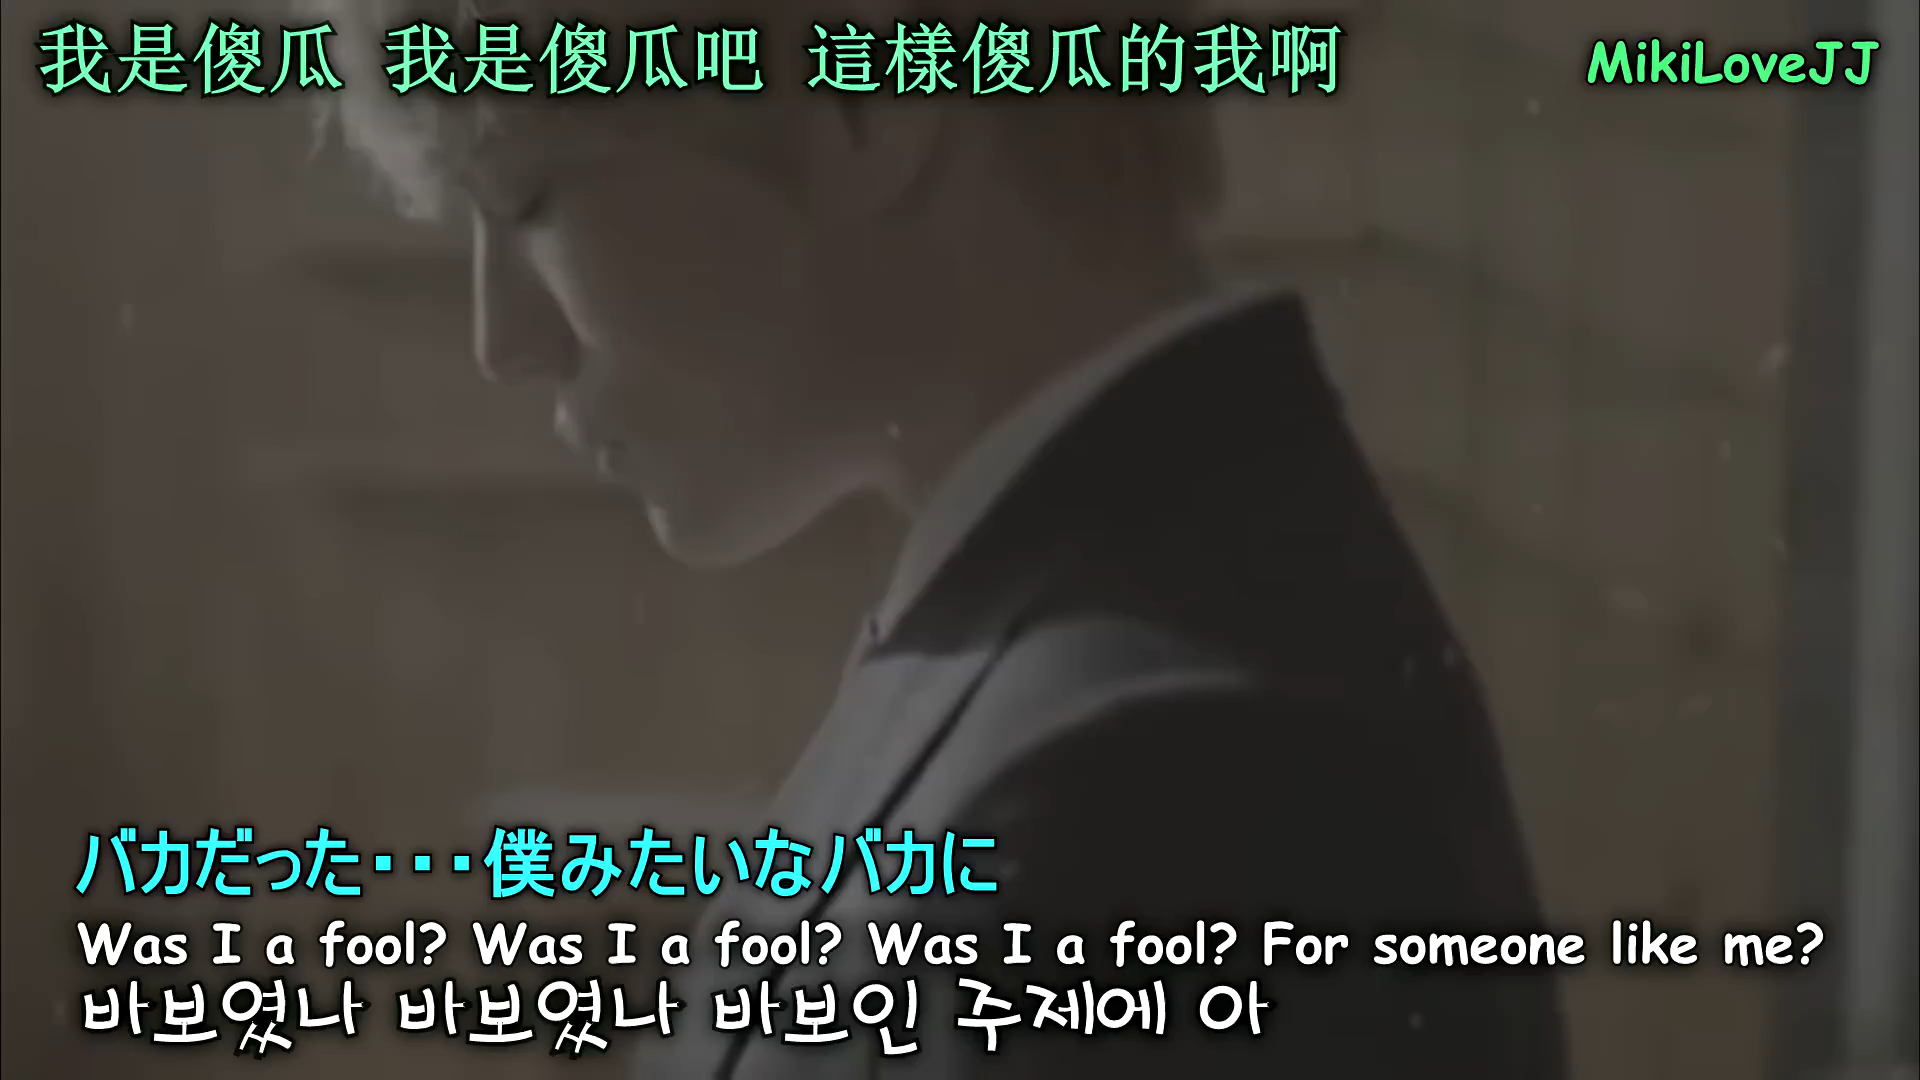 我是傻瓜 我是傻瓜吧 這樣傻瓜的我啊
MikiLoveJJ
バカだった・・・僕みたいなバカに
Was I a fool? Was I a fool? Was I a fool? For someone like me?
바보였나 바보였나 바보인 주제에 아